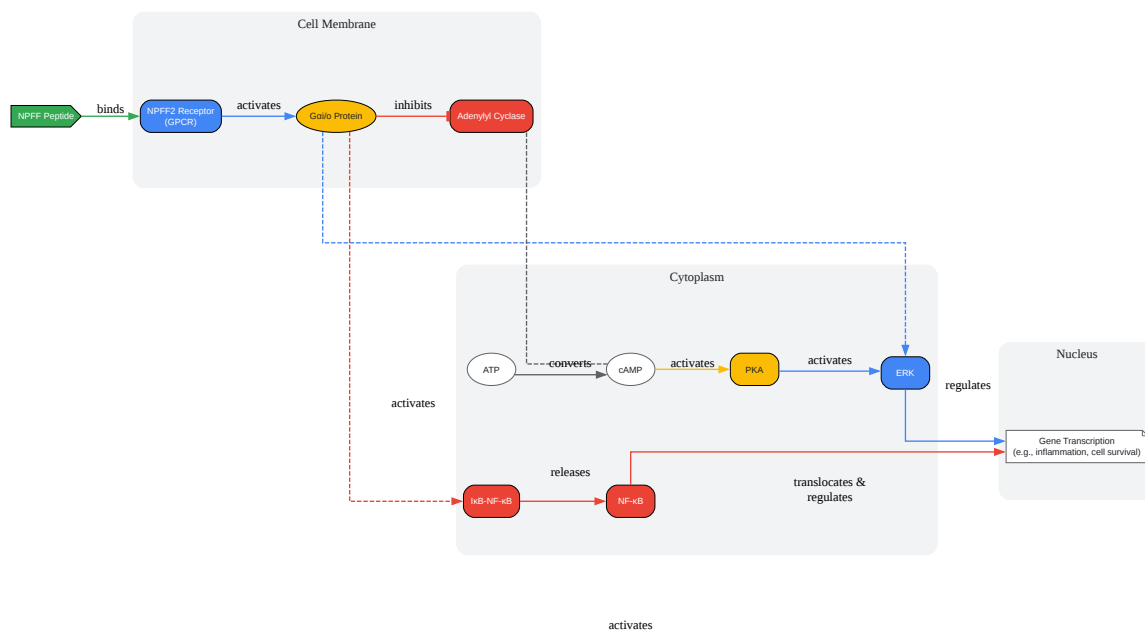 Cell Membrane
NPFF Peptide
binds
NPFF2 Receptor
(GPCR)
activates
Gαi/o Protein
inhibits
Adenylyl Cyclase
Cytoplasm
ATP
converts
cAMP
activates
PKA
activates
ERK
regulates
Nucleus
Gene Transcription
(e.g., inflammation, cell survival)
activates
IκB-NF-κB
releases
NF-κB
translocates &
regulates
activates